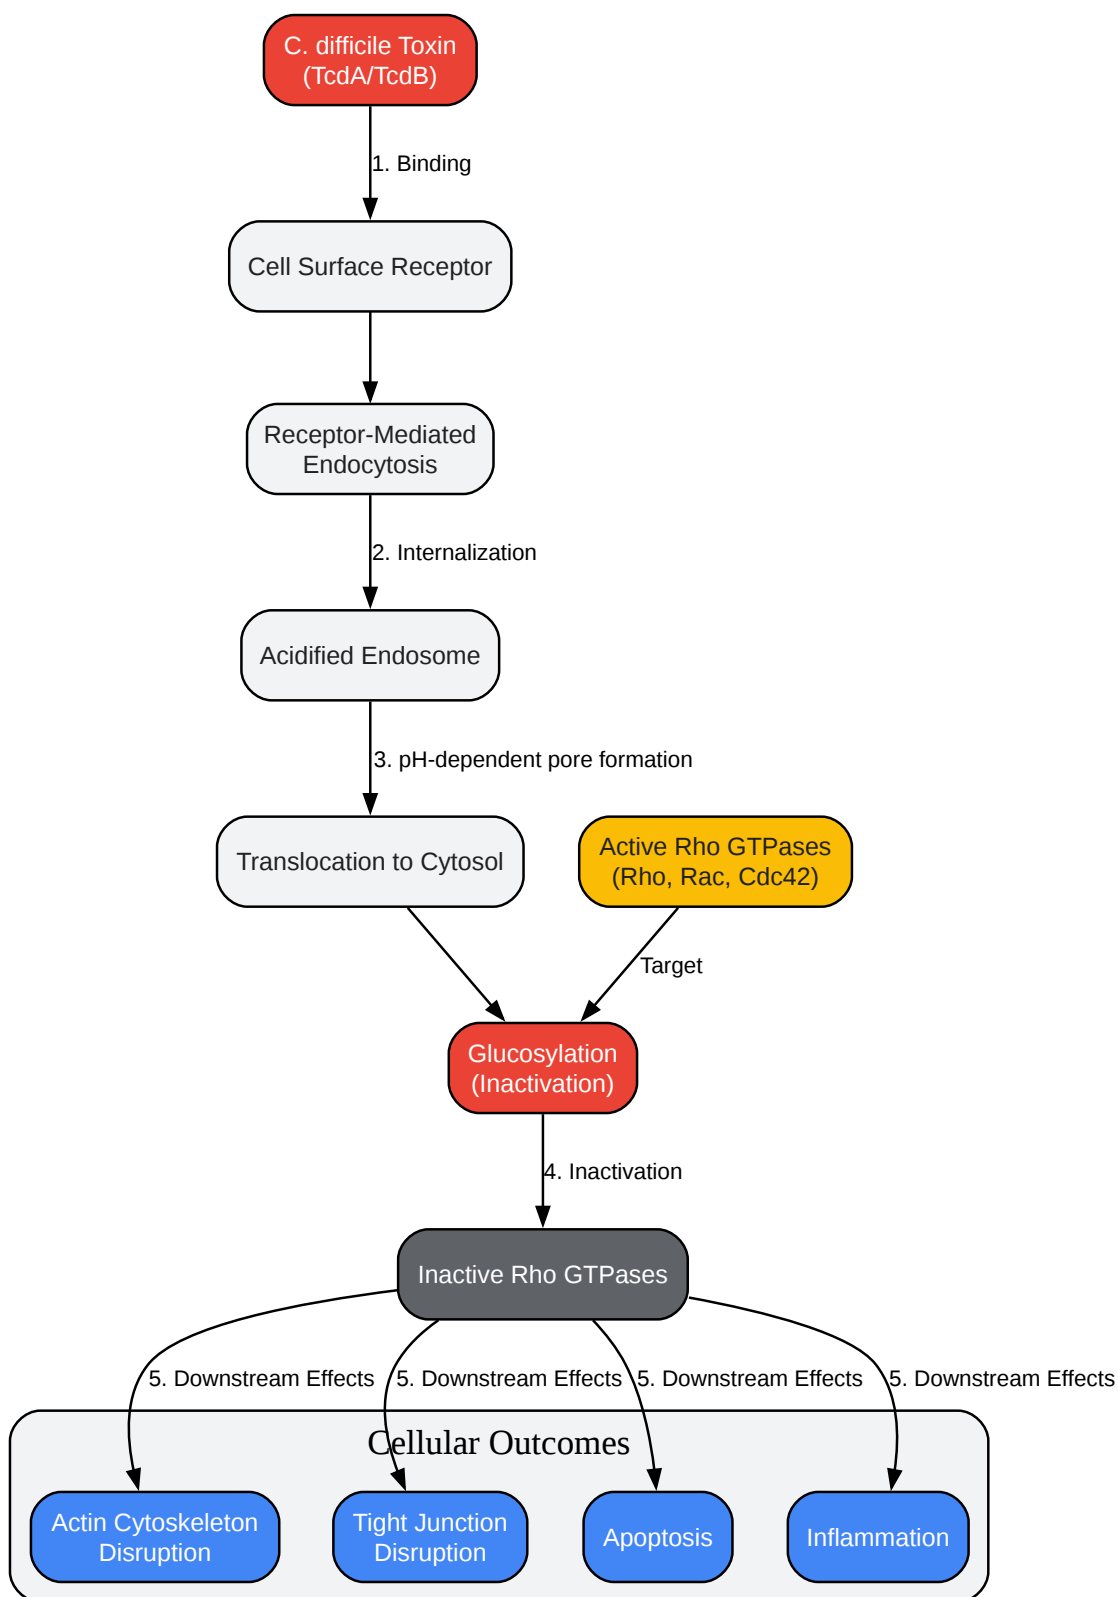 C. difficile Toxin
(TcdA/TcdB)
1. Binding
Cell Surface Receptor
Receptor-Mediated
Endocytosis
2. Internalization
Acidified Endosome
3. pH-dependent pore formation
Translocation to Cytosol
Active Rho GTPases
(Rho, Rac, Cdc42)
Target
Glucosylation
(Inactivation)
4. Inactivation
Inactive Rho GTPases
5. Downstream Effects
5. Downstream Effects
5. Downstream Effects
5. Downstream Effects
Cellular Outcomes
Actin Cytoskeleton
Disruption
Tight Junction
Disruption
Apoptosis
Inflammation